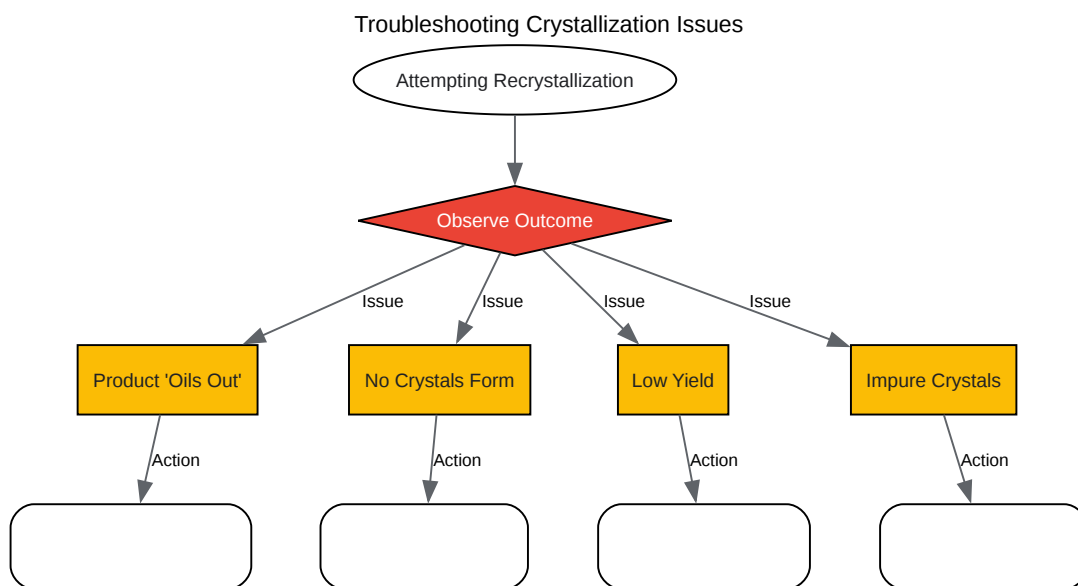 Troubleshooting Crystallization Issues
Attempting Recrystallization
Observe Outcome
Issue
Issue
Issue
Issue
Product 'Oils Out'
No Crystals Form
Low Yield
Impure Crystals
Action
Action
Action
Action